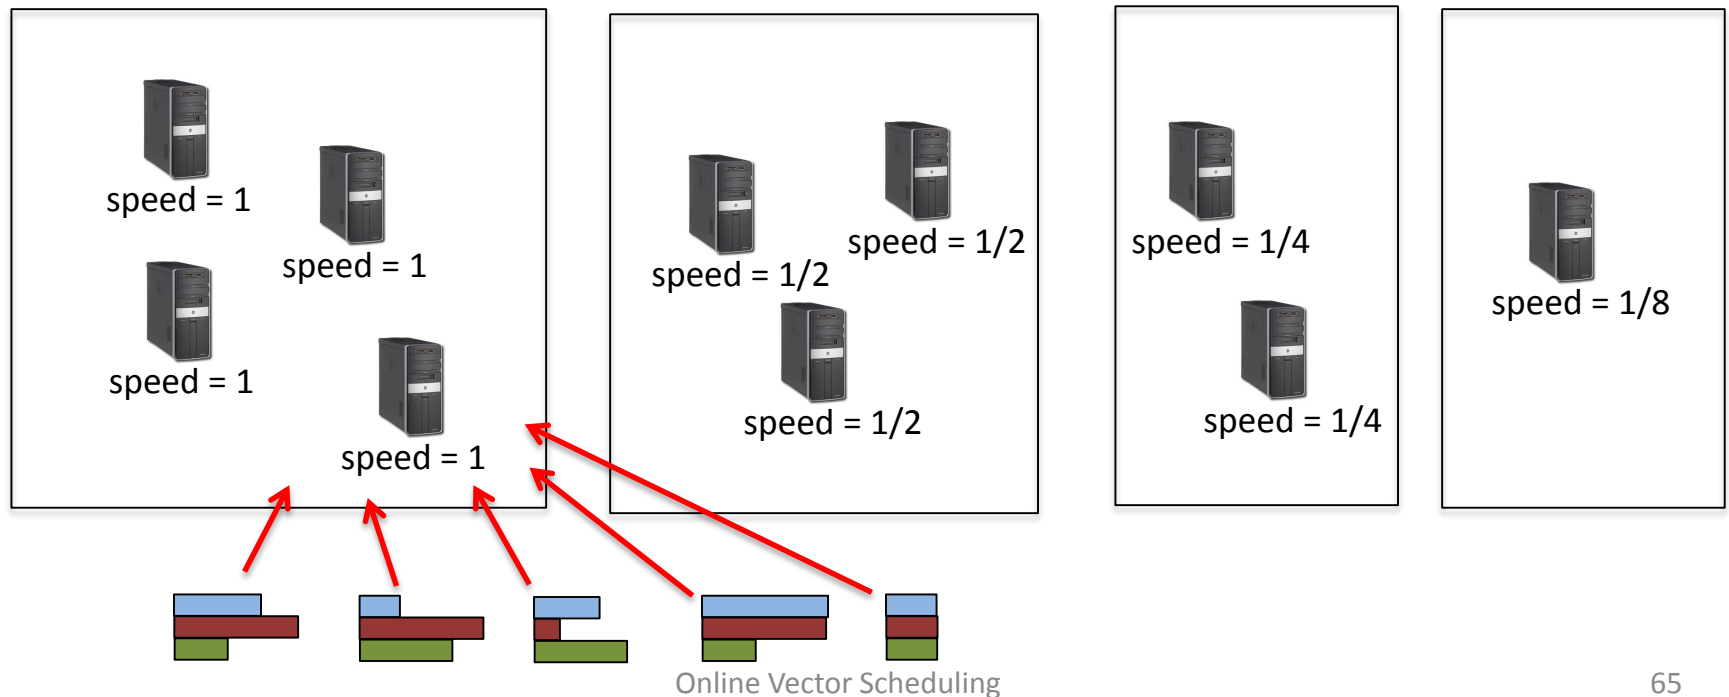 speed = 1
speed = 1
speed = 1
speed = 1
speed = 1/2
speed = 1/2
speed = 1/2
speed = 1/4
speed = 1/4
speed = 1/8
Online Vector Scheduling
65